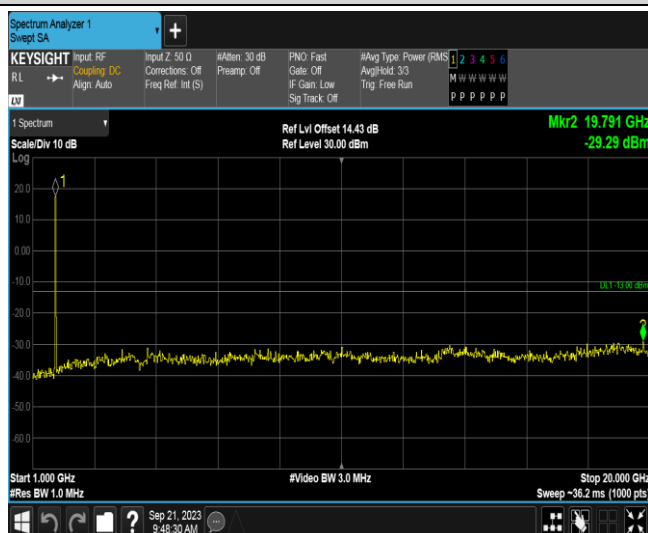 Spectrum Analyzer 1
Swept SA
+
KEYSIGHT
RL
LXI
Input: RF
Coupling: DC
Align: Auto
Input Z: 50 Ω
Corrections: Off
Freq Ref: Int (S)
#Atten: 30 dB
Preamp: Off
PNO: Fast
Gate: Off
IF Gain: Low
Sig Track: Off
#Avg Type: Power (RMS
Avg|Hold: 3/3
Trig: Free Run
1 2 3 4 5 6
M W W W W W
P P P P P P
1 Spectrum
Scale/Div 10 dB
Ref Lvl Offset 14.43 dB
Ref Level 30.00 dBm
Mkr2 19.791 GHz
-29.29 dBm
Log
1
20.0
10.0
0.00
-10.0
DL1 -13.00 dBm
-20.0
2
-30.0
-40.0
-50.0
-60.0
Start 1.000 GHz
#Video BW 3.0 MHz
Stop 20.000 GHz
#Res BW 1.0 MHz
Sweep ~36.2 ms (1000 pts)
?
Sep 21, 2023
9:48:30 AM